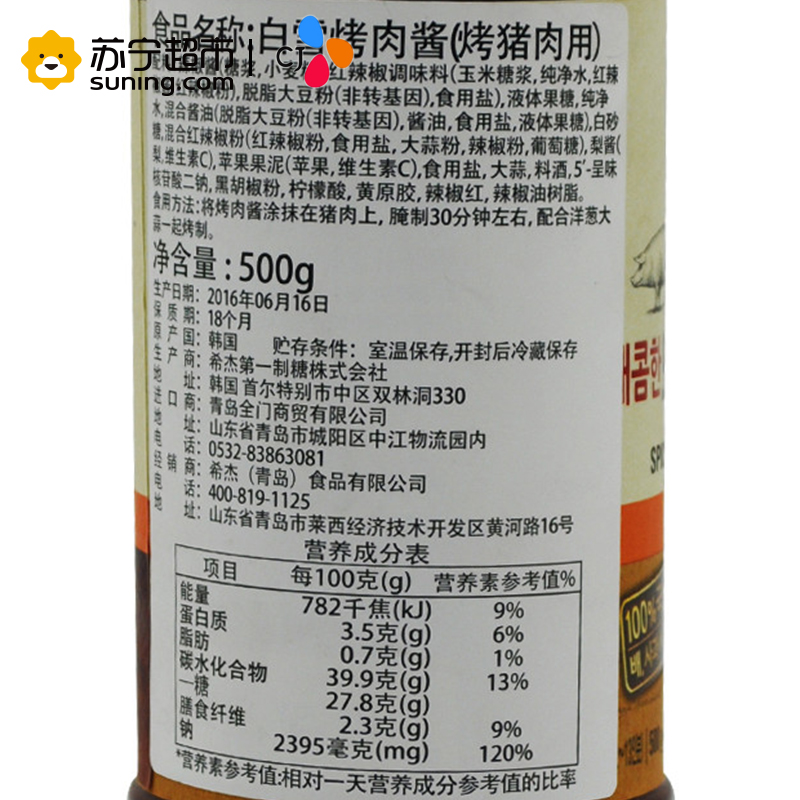 苏宁超市
suning.com
CJ
食品名称:白雪烤肉酱(烤猪肉用)
糖浆,小麦 红辣椒调味料(玉米糖浆,纯净水,红辣
红辣椒粉),脱脂大豆粉(非转基因),食用盐),液体果糖,纯净
水,混合酱油(脱脂大豆粉(非转基因),酱油,食用盐,液体果糖),白砂
糖,混合红辣椒粉(红辣椒粉,食用盐,大蒜粉,辣椒粉,葡萄糖),梨酱(
梨,维生素C),苹果果泥(苹果,维生素C),食用盐,大蒜,料酒,5′-呈味
核苷酸二钠,黑胡椒粉,柠檬酸,黄原胶,辣椒红,辣椒油树脂。
食用方法:将烤肉酱涂抹在猪肉上,腌制30分钟左右,配合洋葱大
蒜一起烤制。
净含量:500g
生产日期:2016年06月16日
保质期:18个月
原产国:韩国 贮存条件:室温保存,开封后冷藏保存
生产商:希杰第一制糖株式会社
地址:韩国首尔特别市中区双林洞330
进口商:青岛全门商贸有限公司
地址:山东省青岛市城阳区中江物流园内
电话:0532-83863081
经销商:希杰(青岛)食品有限公司
电话:400-819-1125
地址:山东省青岛市莱西经济技术开发区黄河路16号
营养成分表
项目 每100克(g) 营养素参考值%
能量 782千焦(kJ) 9%
蛋白质 3.5克(g) 6%
脂肪 0.7克(g) 1%
碳水化合物 39.9克(g) 13%
—糖 27.8克(g)
膳食纤维 2.3克(g) 9%
钠 2395毫克(mg) 120%
*营养素参考值:相对一天营养成分参考值的比率
매콤한
SPI
100%
배,